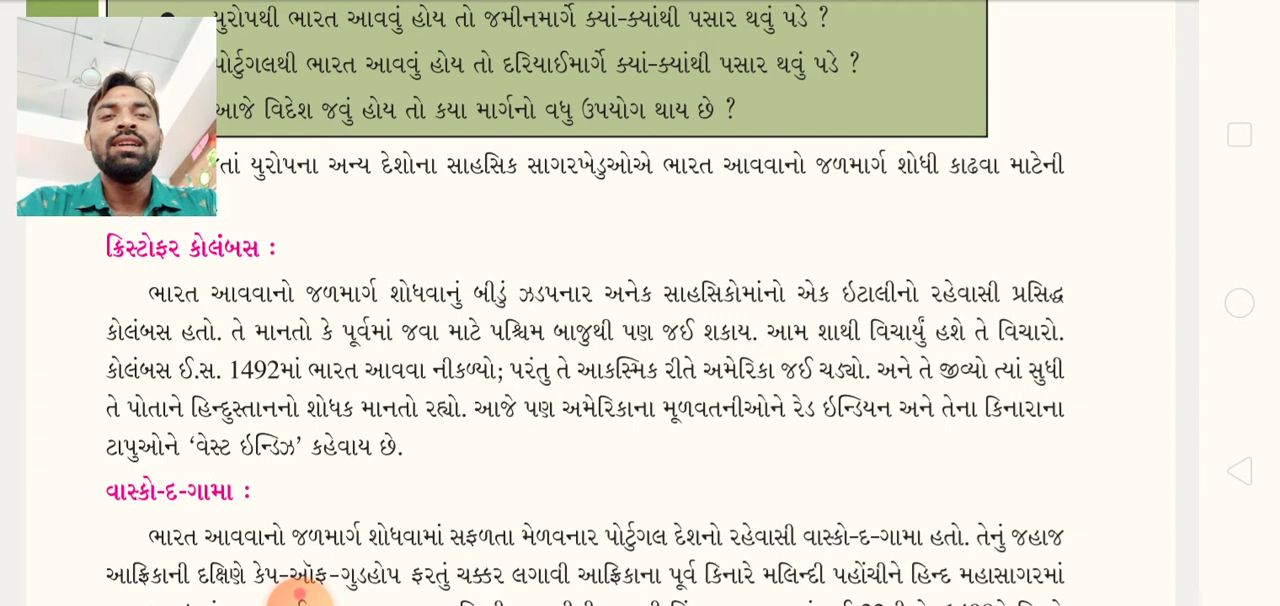 યુરોપથી ભારત આવવું હોય તો જમીનમાર્ગે ક્યાં-ક્યાંથી પસાર થવું પડે ?
પોર્ટુગલથી ભારત આવવું હોય તો દરિયાઈમાર્ગે ક્યાં-ક્યાંથી પસાર થવું પડે ?
આજે વિદેશ જવું હોય તો કયા માર્ગનો વધુ ઉપયોગ થાય છે ?
યુરોપના અન્ય દેશોના સાહસિક સાગરખેડુઓએ ભારત આવવાનો જળમાર્ગ શોધી કાઢવા માટેની
ક્રિસ્ટોફર કોલંબસ :
ભારત આવવાનો જળમાર્ગ શોધવાનું બીડું ઝડપનાર અનેક સાહસિકોમાંનો એક ઇટાલીનો રહેવાસી પ્રસિદ્ધ
કોલંબસ હતો. તે માનતો કે પૂર્વમાં જવા માટે પશ્ચિમ બાજુથી પણ જઈ શકાય. આમ શાથી વિચાર્યું હશે તે વિચારો.
કોલંબસ ઈ.સ. 1492માં ભારત આવવા નીકળ્યો; પરંતુ તે આકસ્મિક રીતે અમેરિકા જઈ ચડ્યો. અને તે જીવ્યો ત્યાં સુધી
તે પોતાને હિન્દુસ્તાનનો શોધક માનતો રહ્યો. આજે પણ અમેરિકાના મૂળવતનીઓને રેડ ઇન્ડિયન અને તેના કિનારાના
ટાપુઓને ‘વેસ્ટ ઇન્ડિઝ’ કહેવાય છે.
વાસ્કો-દ-ગામા :
ભારત આવવાનો જળમાર્ગ શોધવામાં સફળતા મેળવનાર પોર્ટુગલ દેશનો રહેવાસી વાસ્કો-દ-ગામા હતો. તેનું જહાજ
આફ્રિકાની દક્ષિણે કેપ-ઑફ-ગુડહોપ ફરતું ચક્કર લગાવી આફ્રિકાના પૂર્વ કિનારે મલિન્દી પહોંચીને હિન્દ મહાસાગરમાં